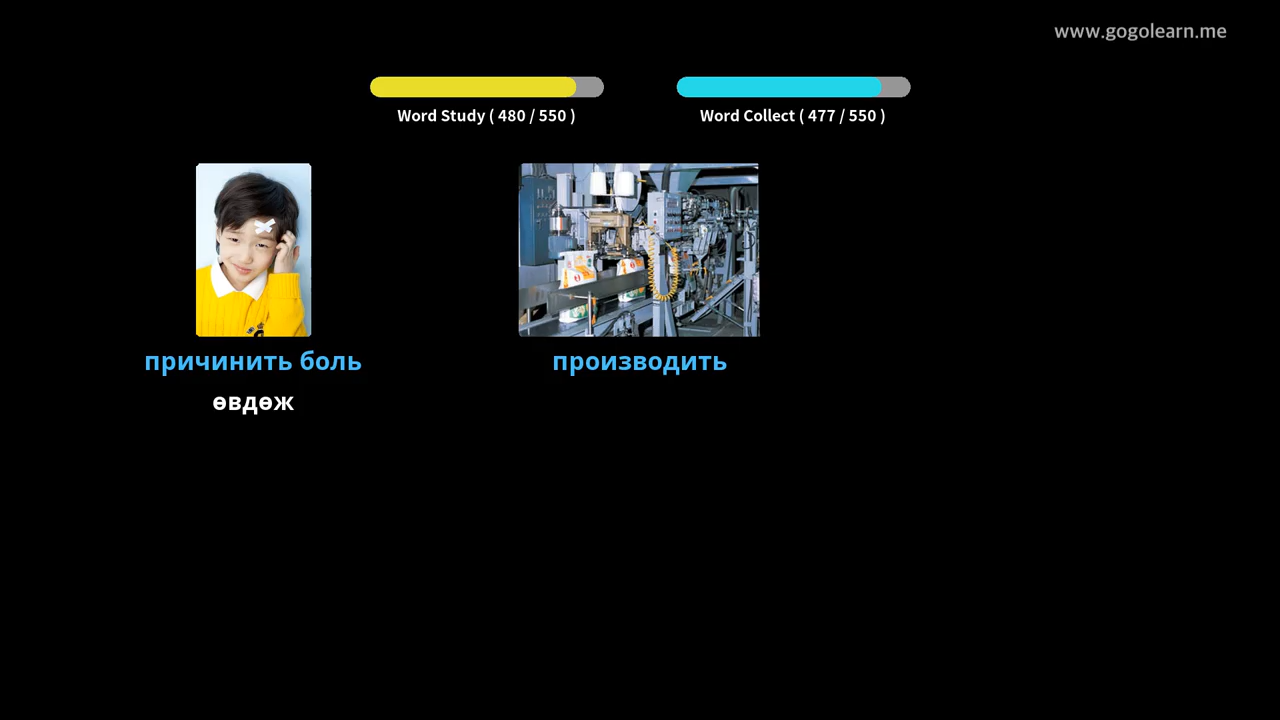 www.gogolearn.me
Word Study ( 480 / 550 )
Word Collect ( 477 / 550 )
причинить боль
производить
өвдөж